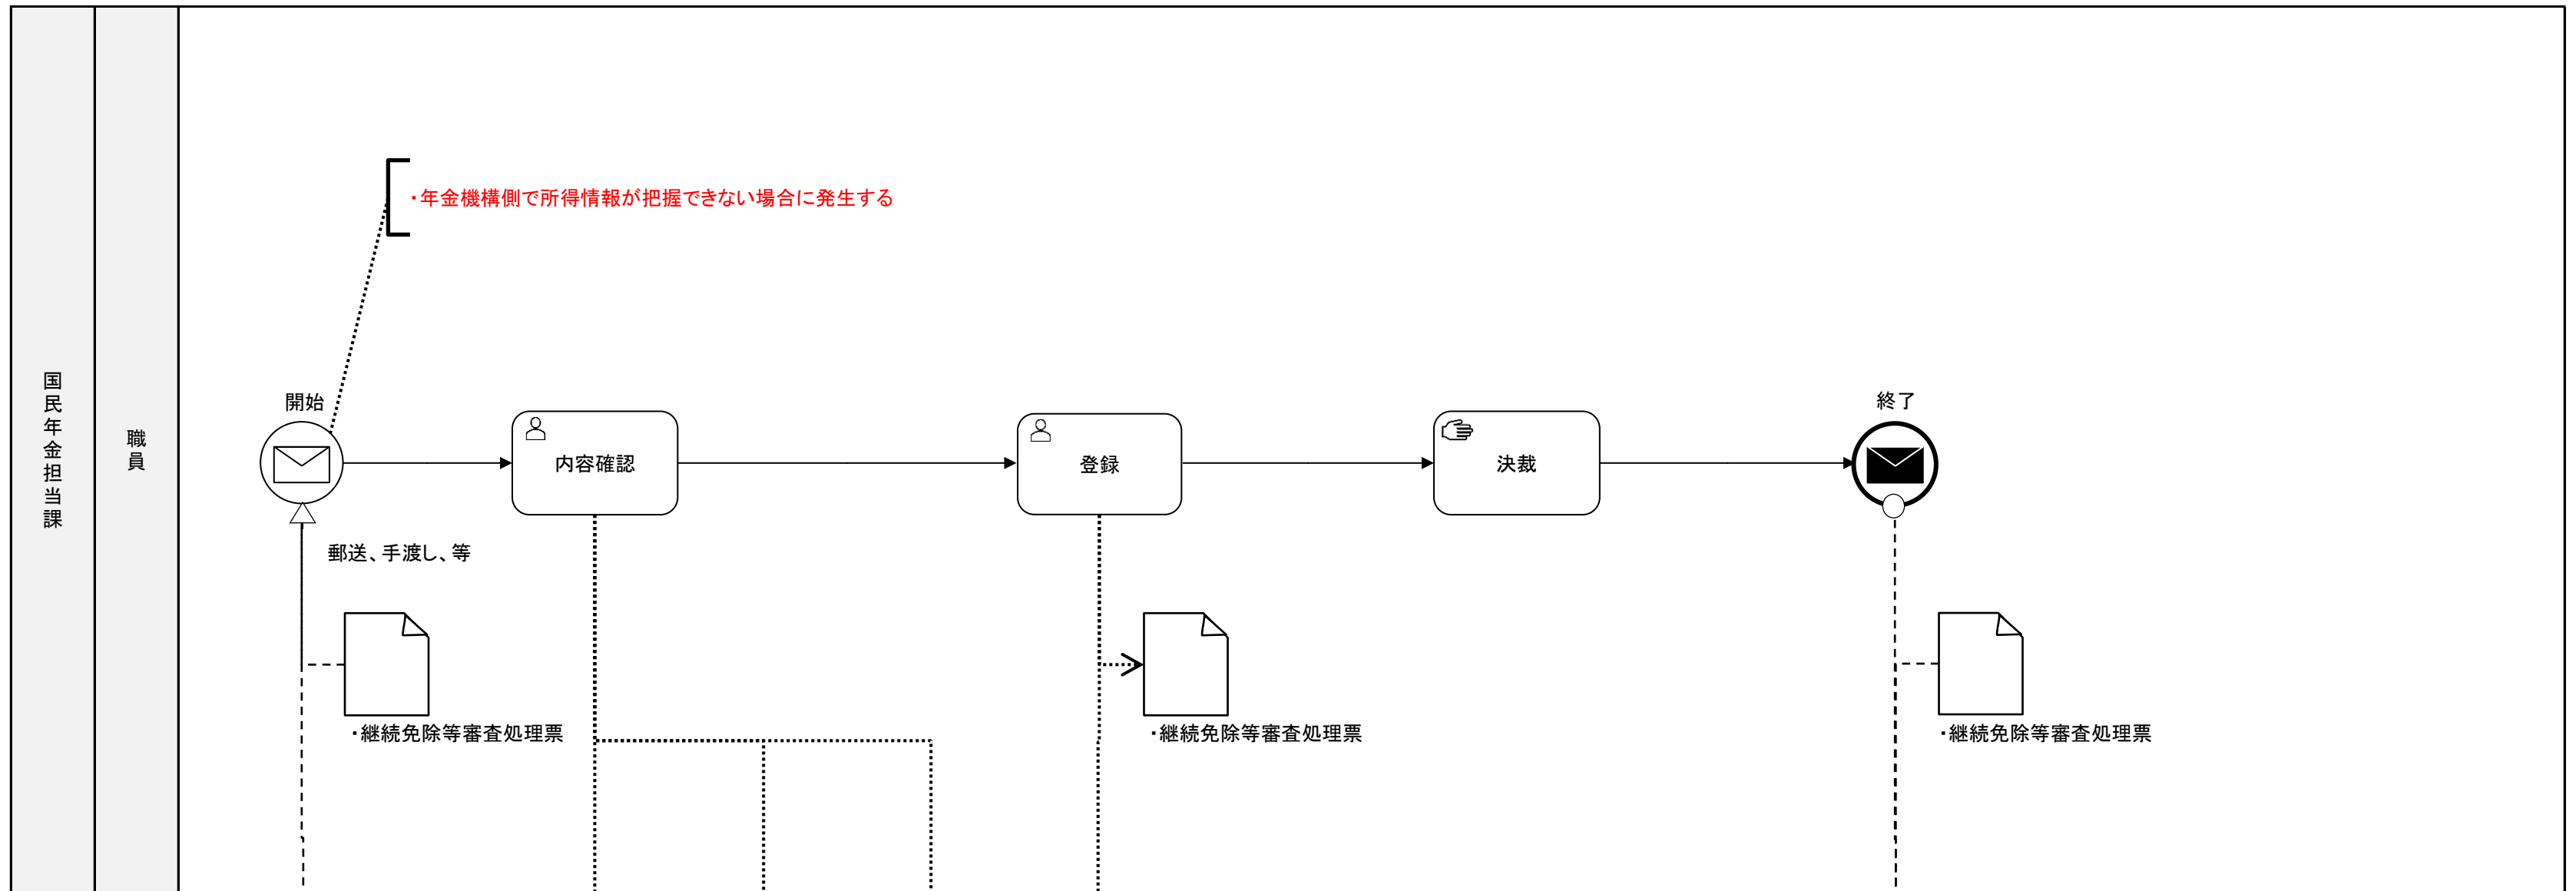 国民年金担当課
職員
・年金機構側で所得情報が把握できない場合に発生する
開始
内容確認
登録
決裁
終了
郵送、手渡し、等
・継続免除等審査処理票
・継続免除等審査処理票
・継続免除等審査処理票